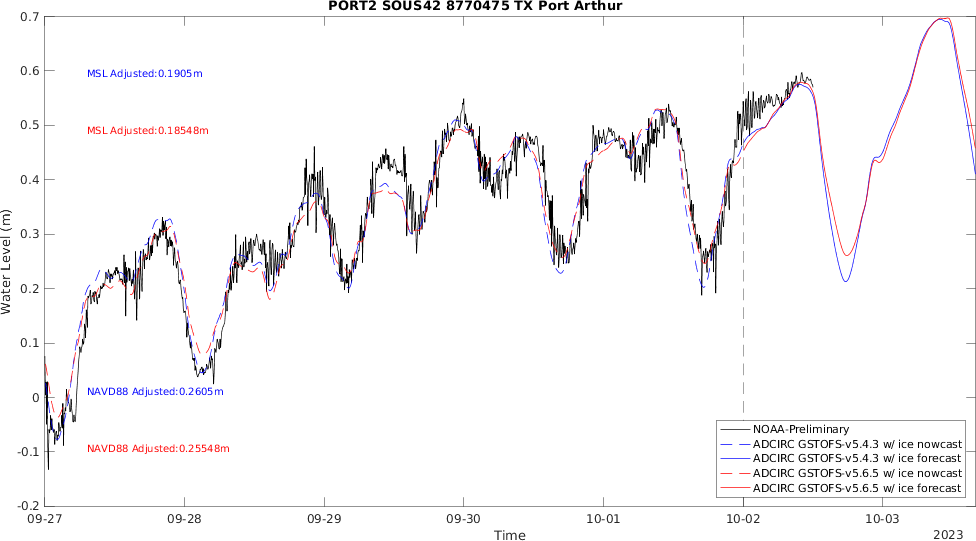 PORT2 SOUS42 8770475 TX Port Arthur
0.7
0.6
0.5
0.4
0.3
0.2
0.1
0
-0.1
-0.2
Water Level (m)
MSL Adjusted:0.1905m
MSL Adjusted:0.18548m
NAVD88 Adjusted:0.2605m
NAVD88 Adjusted:0.25548m
NOAA-Preliminary
ADCIRC GSTOFS-v5.4.3 w/ ice nowcast
ADCIRC GSTOFS-v5.4.3 w/ ice forecast
ADCIRC GSTOFS-v5.6.5 w/ ice nowcast
ADCIRC GSTOFS-v5.6.5 w/ ice forecast
09-27 09-28 09-29 09-30 10-01 10-02 10-03
Time
2023